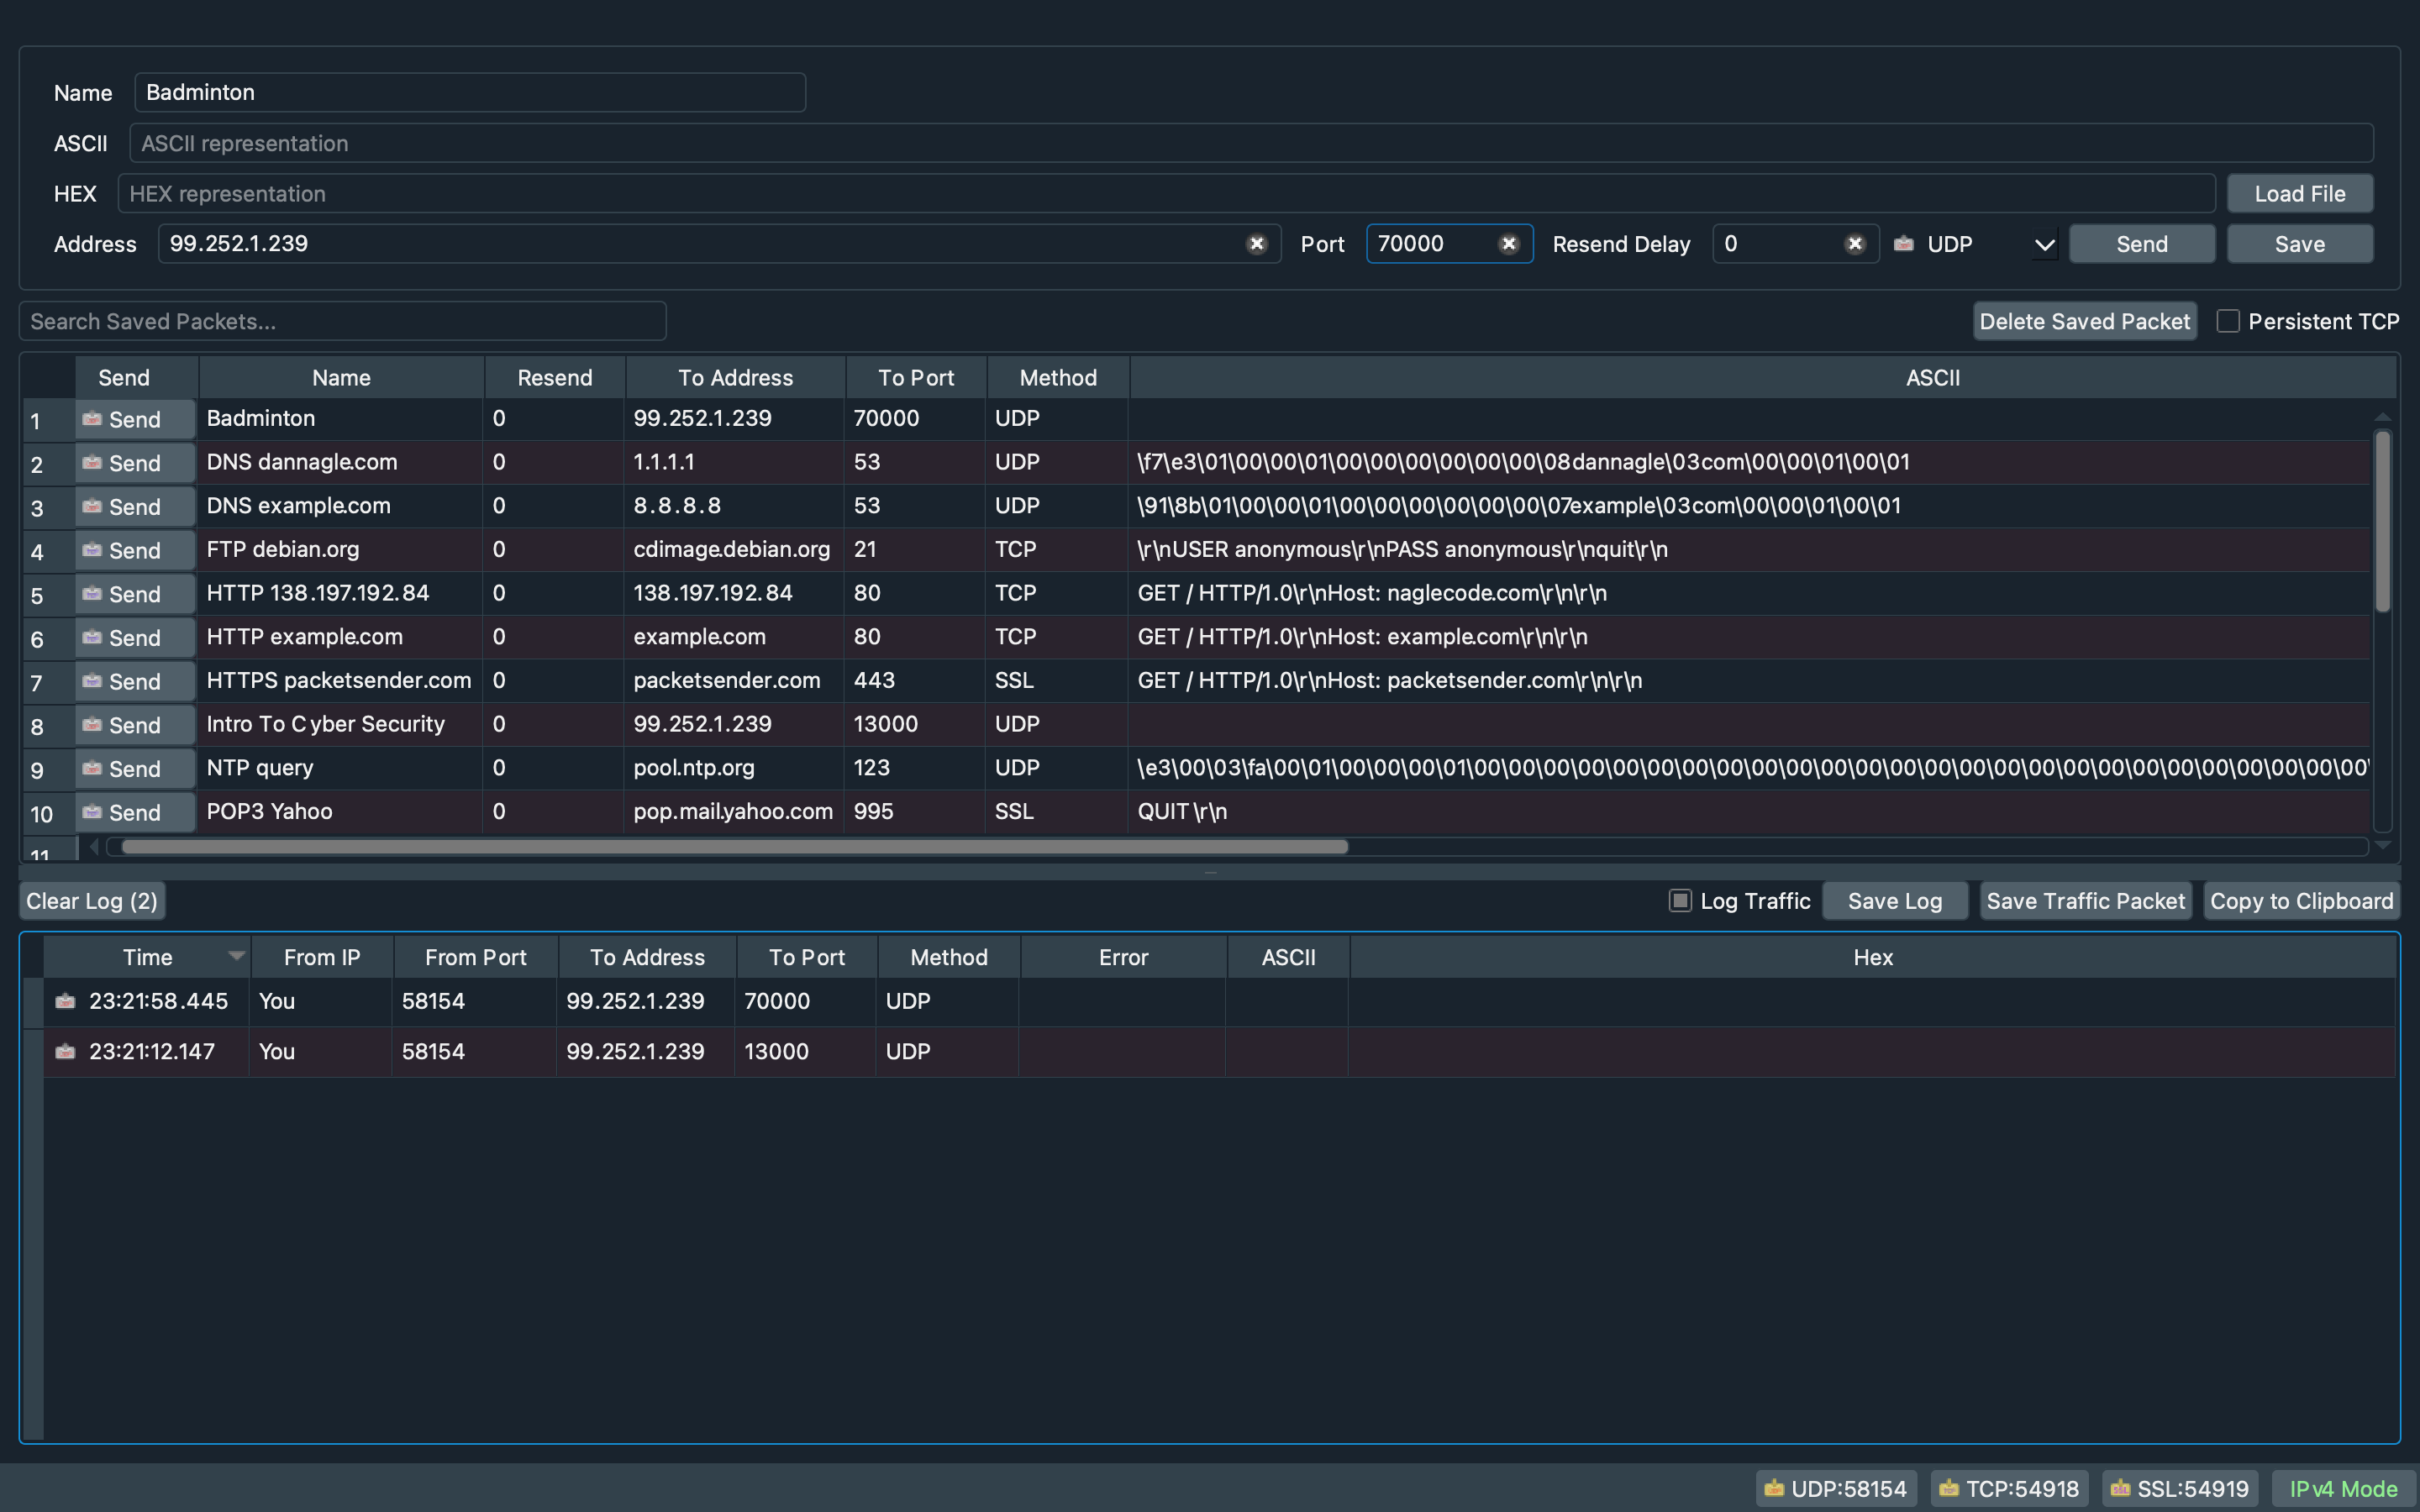 Name Badminton
ASCII ASCII representation
HEX HEX representation Load File
Address 99.252.1.239 Port 70000 Resend Delay 0 UDP Send Save
Search Saved Packets... Delete Saved Packet Persistent TCP
Send Name Resend To Address To Port Method ASCII
1 Send Badminton 0 99.252.1.239 70000 UDP
2 Send DNS dannagle.com 0 1.1.1.1 53 UDP \f7\e3\01\00\00\01\00\00\00\00\00\00\08dannagle\03com\00\00\01\00\01
3 Send DNS example.com 0 8.8.8.8 53 UDP \91\8b\01\00\00\01\00\00\00\00\00\00\07example\03com\00\00\01\00\01
4 Send FTP debian.org 0 cdimage.debian.org 21 TCP \r\nUSER anonymous\r\nPASS anonymous\r\nquit\r\n
5 Send HTTP 138.197.192.84 0 138.197.192.84 80 TCP GET / HTTP/1.0\r\nHost: naglecode.com\r\n\r\n
6 Send HTTP example.com 0 example.com 80 TCP GET / HTTP/1.0\r\nHost: example.com\r\n\r\n
7 Send HTTPS packetsender.com 0 packetsender.com 443 SSL GET / HTTP/1.0\r\nHost: packetsender.com\r\n\r\n
8 Send Intro To Cyber Security 0 99.252.1.239 13000 UDP
9 Send NTP query 0 pool.ntp.org 123 UDP \e3\00\03\fa\00\01\00\00\00\01\00\00\00\00\00\00\00\00\00\00\00\00\00\00\00\00\00\00\00\00\00\00\00\00\00\00
10 Send POP3 Yahoo 0 pop.mail.yahoo.com 995 SSL QUIT\r\n
11
Clear Log (2) Log Traffic Save Log Save Traffic Packet Copy to Clipboard
Time From IP From Port To Address To Port Method Error ASCII Hex
23:21:58.445 You 58154 99.252.1.239 70000 UDP
23:21:12.147 You 58154 99.252.1.239 13000 UDP
UDP:58154 TCP:54918 SSL:54919 IPv4 Mode